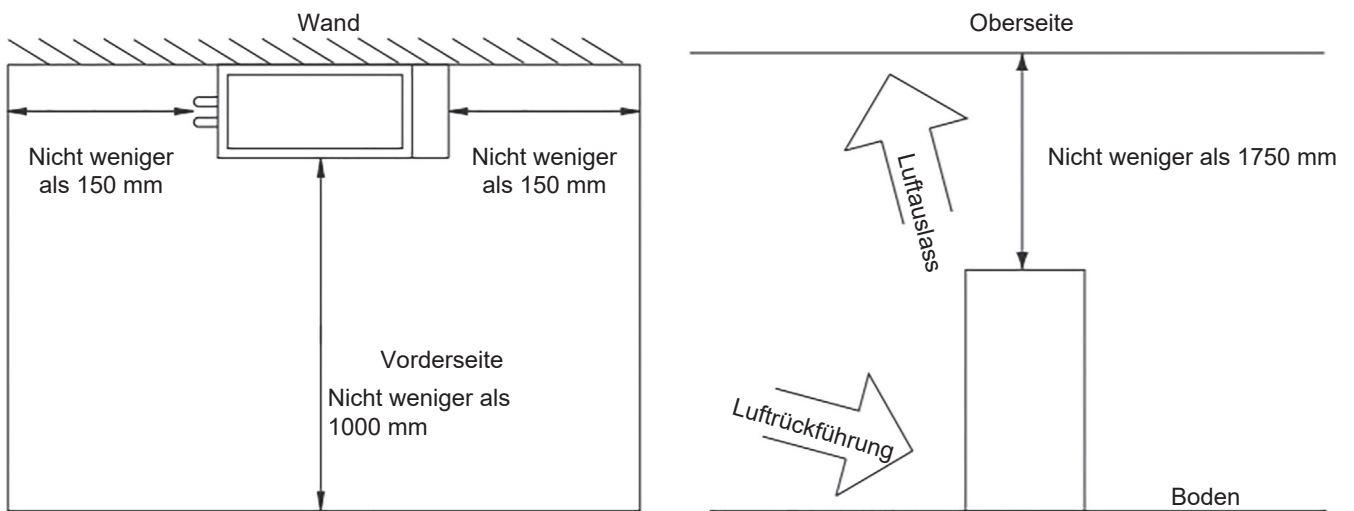 Wand
Nicht weniger
als 150 mm
Nicht weniger
als 150 mm
Vorderseite
Nicht weniger als
1000 mm
Oberseite
Nicht weniger als 1750 mm
Luftauslass
Luftrückführung
Boden